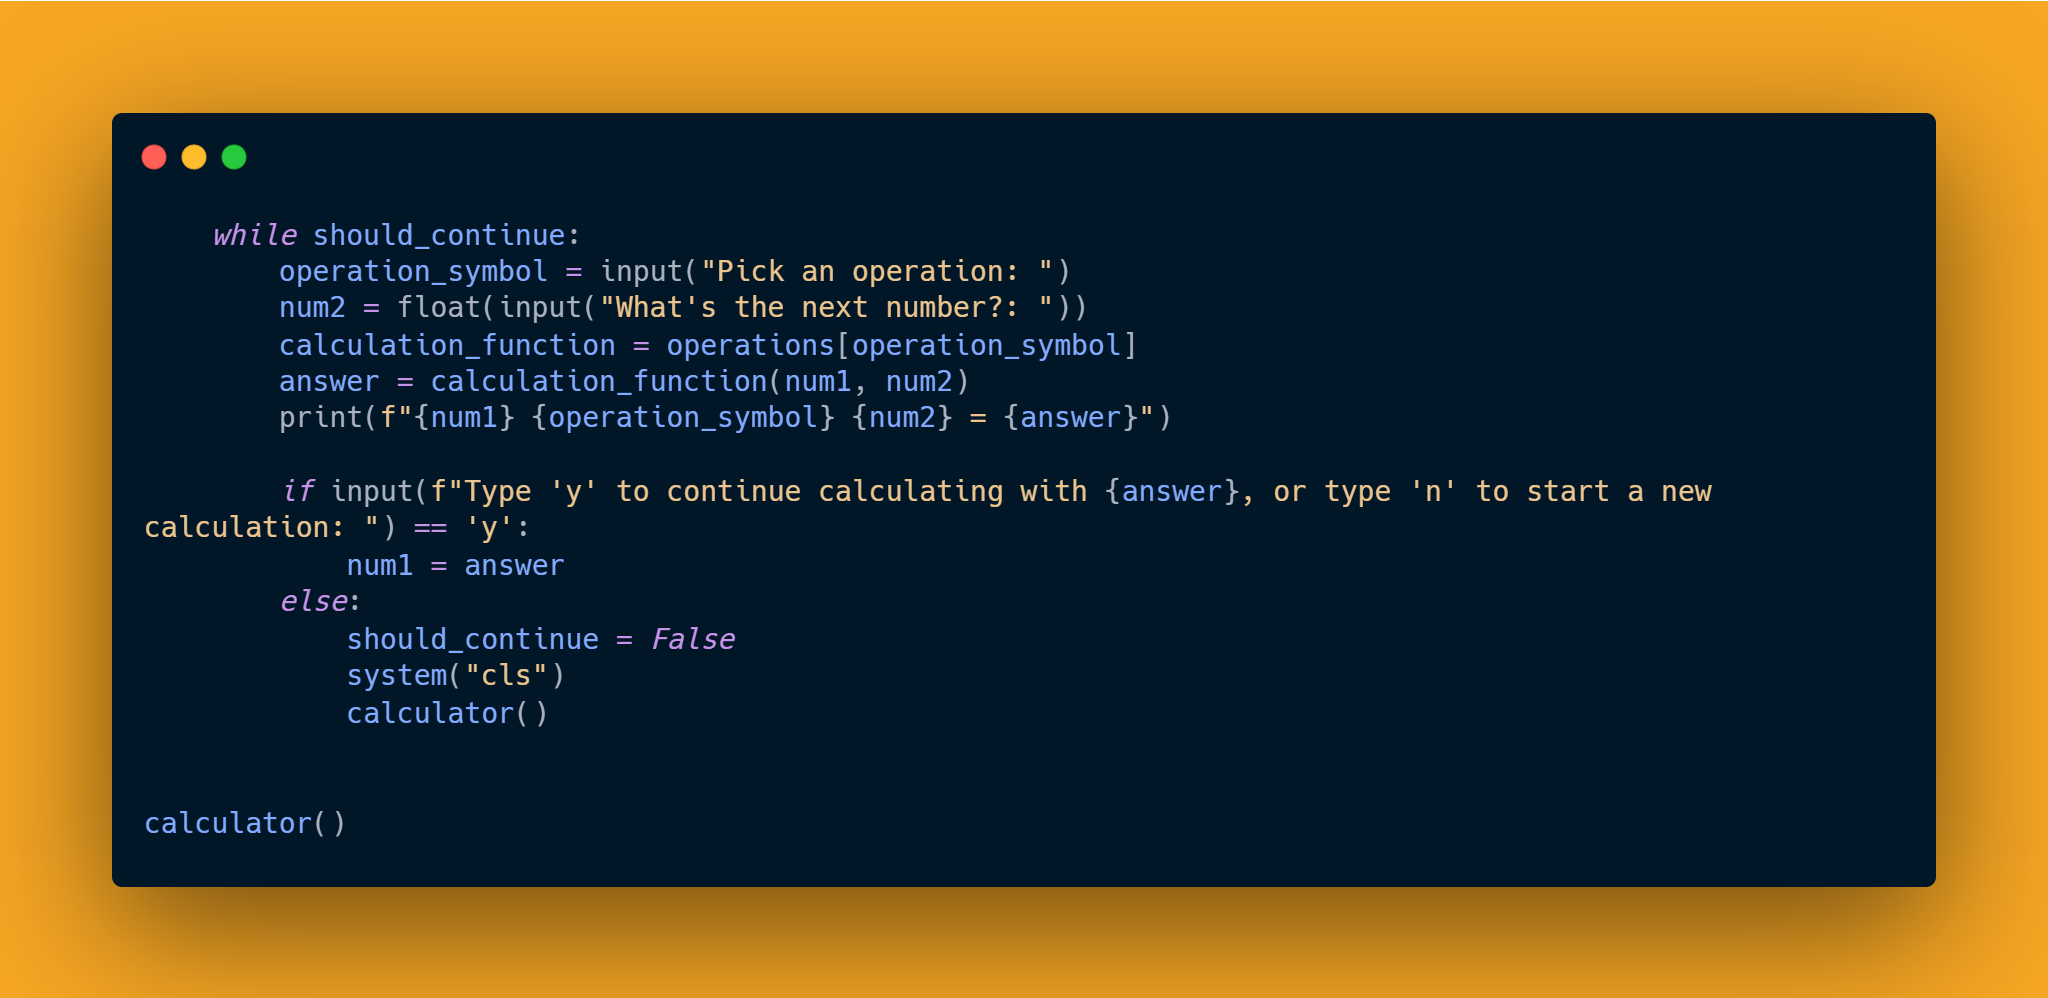 while should_continue:
operation_symbol = input("Pick an operation: ")
num2 = float(input("What's the next number?: "))
calculation_function = operations[operation_symbol]
answer = calculation_function(num1, num2)
print(f"{num1} {operation_symbol} {num2} = {answer}")
if input(f"Type 'y' to continue calculating with {answer}, or type 'n' to start a new
calculation: ") == 'y':
num1 = answer
else:
should_continue = False
system("cls")
calculator()
calculator()